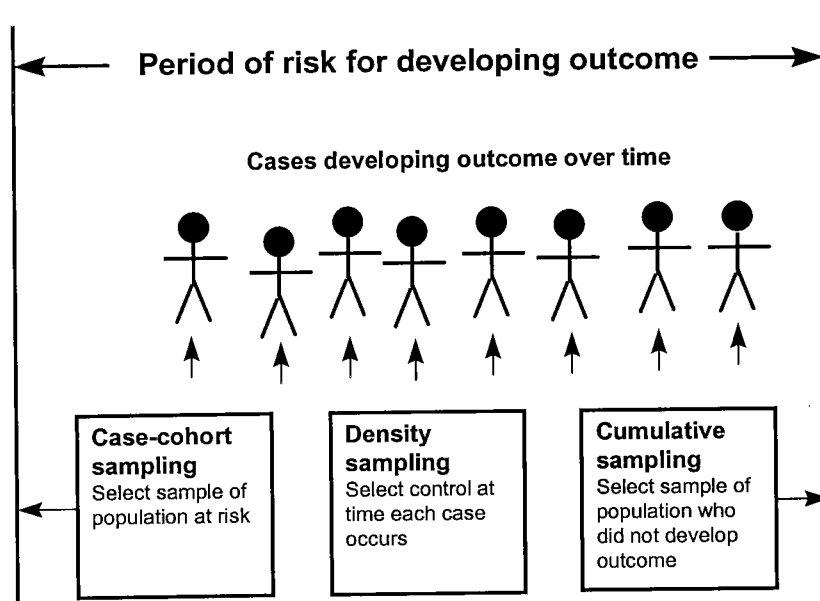 Period of risk for developing outcome
Cases developing outcome over time
Case-cohort
sampling
Select sample of
population at risk
Density
sampling
Select control at
time each case
occurs
Cumulative
sampling
Select sample of
population who
did not develop
outcome